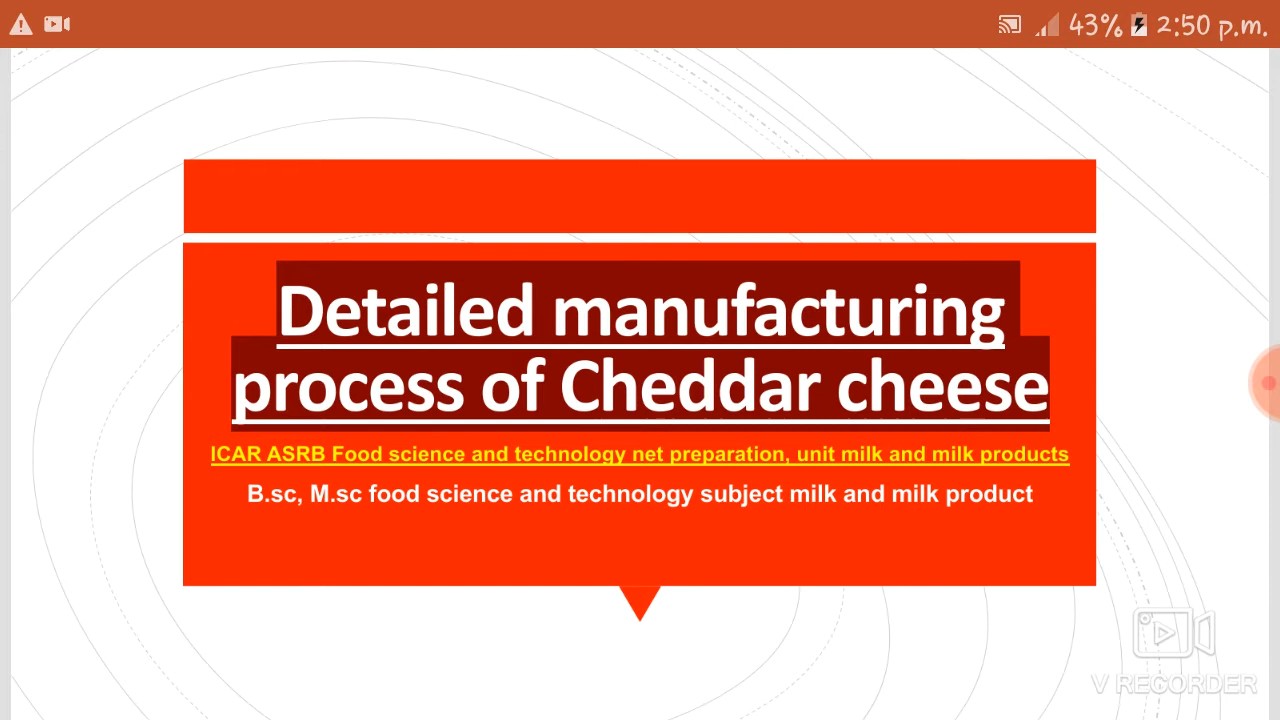 43% 2:50 p.m.
Detailed manufacturing
process of Cheddar cheese
ICAR ASRB Food science and technology net preparation, unit milk and milk products
B.sc, M.sc food science and technology subject milk and milk product
V RECORDER